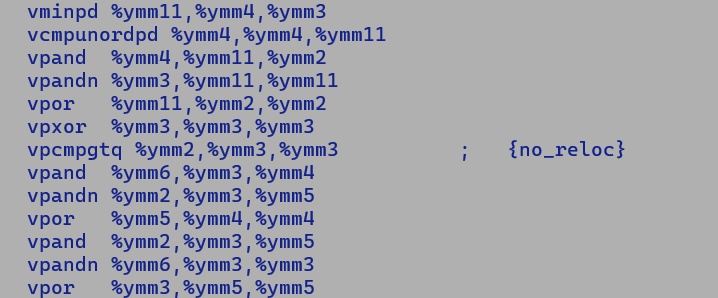 vminpd %ymm11,%ymm4,%ymm3
vcmpunordpd %ymm4,%ymm4,%ymm11
vpand  %ymm4,%ymm11,%ymm2
vpandn %ymm3,%ymm11,%ymm11
vpor   %ymm11,%ymm2,%ymm2
vpxor  %ymm3,%ymm3,%ymm3
vpcmpgtq %ymm2,%ymm3,%ymm3          ;   {no_reloc}
vpand  %ymm6,%ymm3,%ymm4
vpandn %ymm2,%ymm3,%ymm5
vpor   %ymm5,%ymm4,%ymm4
vpand  %ymm2,%ymm3,%ymm5
vpandn %ymm6,%ymm3,%ymm3
vpor   %ymm3,%ymm5,%ymm5